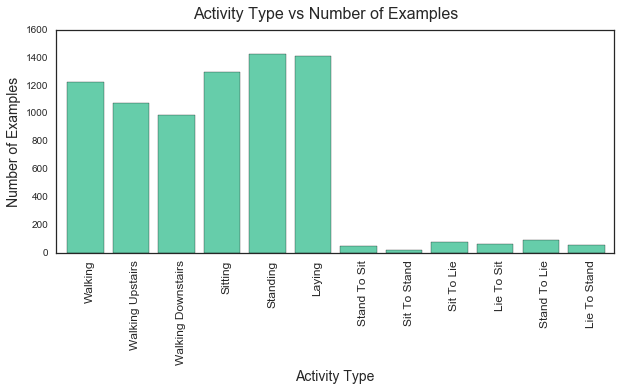 Activity Type vs Number of Examples
1600
1400
1200
1000
800
600
400
200
0
Number of Examples
Walking
Walking Upstairs
Walking Downstairs
Sitting
Standing
Laying
Stand To Sit
Sit To Stand
Sit To Lie
Lie To Sit
Stand To Lie
Lie To Stand
Activity Type